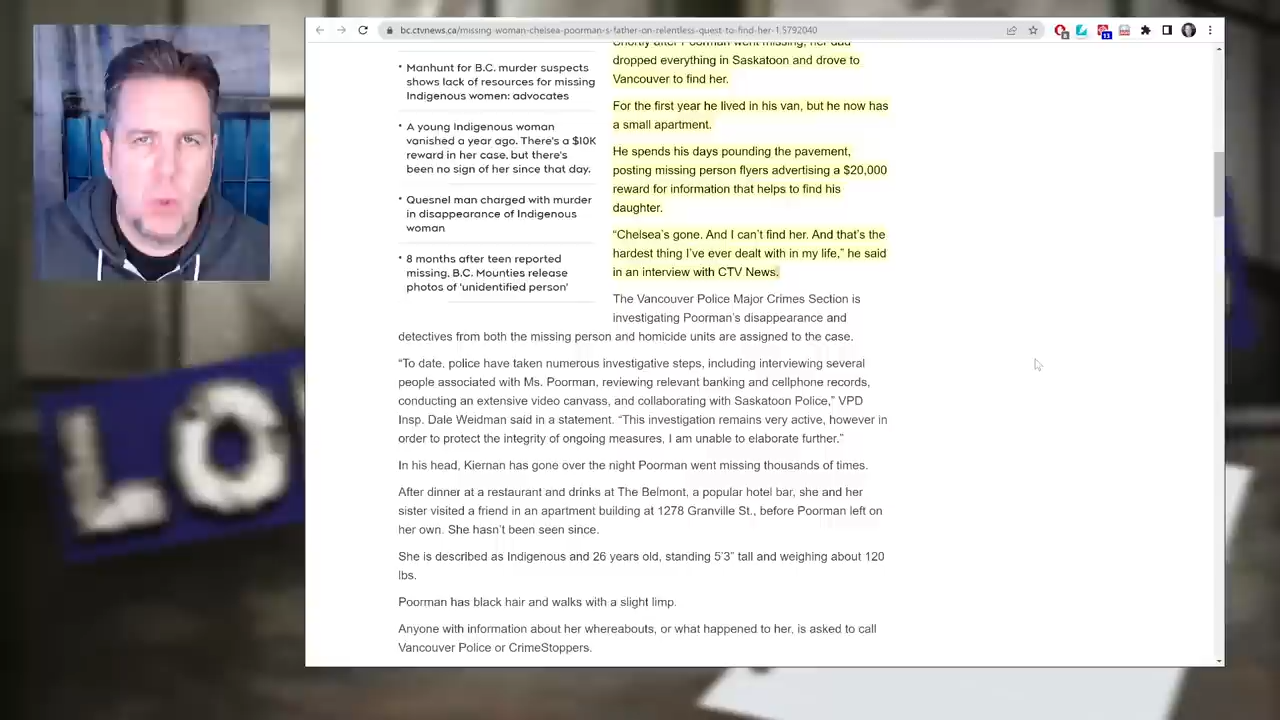 bc.ctvnews.ca/missing-woman-chelsea-poorman-s-father-on-relentless-quest-to-find-her-1.5792040
Manhunt for B.C. murder suspects
shows lack of resources for missing
Indigenous women: advocates
A young Indigenous woman
vanished a year ago. There's a $10K
reward in her case, but there's
been no sign of her since that day.
Quesnel man charged with murder
in disappearance of Indigenous
woman
8 months after teen reported
missing, B.C. Mounties release
photos of 'unidentified person'
Shortly after Poorman went missing, her dad
dropped everything in Saskatoon and drove to
Vancouver to find her.
For the first year he lived in his van, but he now has
a small apartment.
He spends his days pounding the pavement,
posting missing person flyers advertising a $20,000
reward for information that helps to find his
daughter.
“Chelsea’s gone. And I can’t find her. And that’s the
hardest thing I’ve ever dealt with in my life,” he said
in an interview with CTV News.
The Vancouver Police Major Crimes Section is
investigating Poorman’s disappearance and
detectives from both the missing person and homicide units are assigned to the case.
“To date, police have taken numerous investigative steps, including interviewing several
people associated with Ms. Poorman, reviewing relevant banking and cellphone records,
conducting an extensive video canvass, and collaborating with Saskatoon Police,” VPD
Insp. Dale Weidman said in a statement. “This investigation remains very active, however in
order to protect the integrity of ongoing measures, I am unable to elaborate further.”
In his head, Kiernan has gone over the night Poorman went missing thousands of times.
After dinner at a restaurant and drinks at The Belmont, a popular hotel bar, she and her
sister visited a friend in an apartment building at 1278 Granville St., before Poorman left on
her own. She hasn’t been seen since.
She is described as Indigenous and 26 years old, standing 5’3” tall and weighing about 120
lbs.
Poorman has black hair and walks with a slight limp.
Anyone with information about her whereabouts, or what happened to her, is asked to call
Vancouver Police or CrimeStoppers.
LO